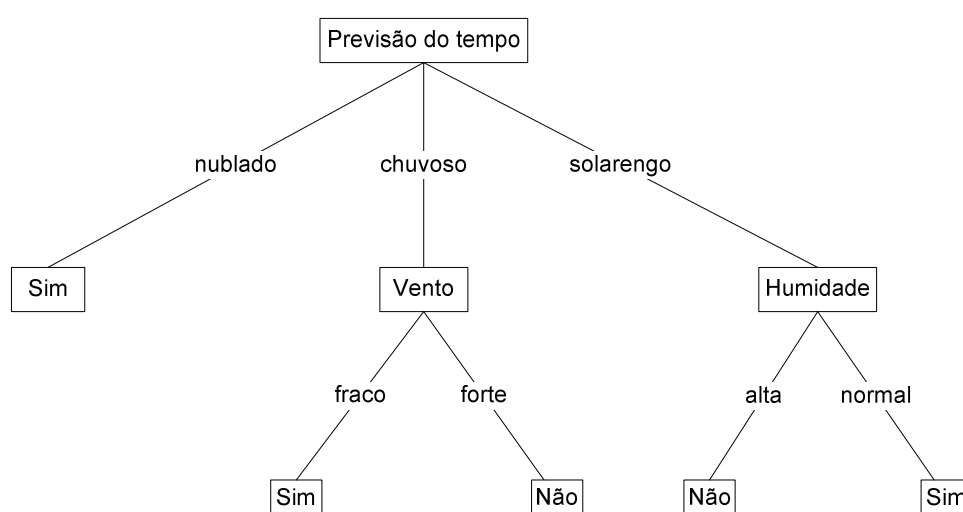 Previsão do tempo
nublado
chuvoso
solarengo
Sim
Vento
Humidade
fraco
forte
alta
normal
Sim
Não
Não
Sim